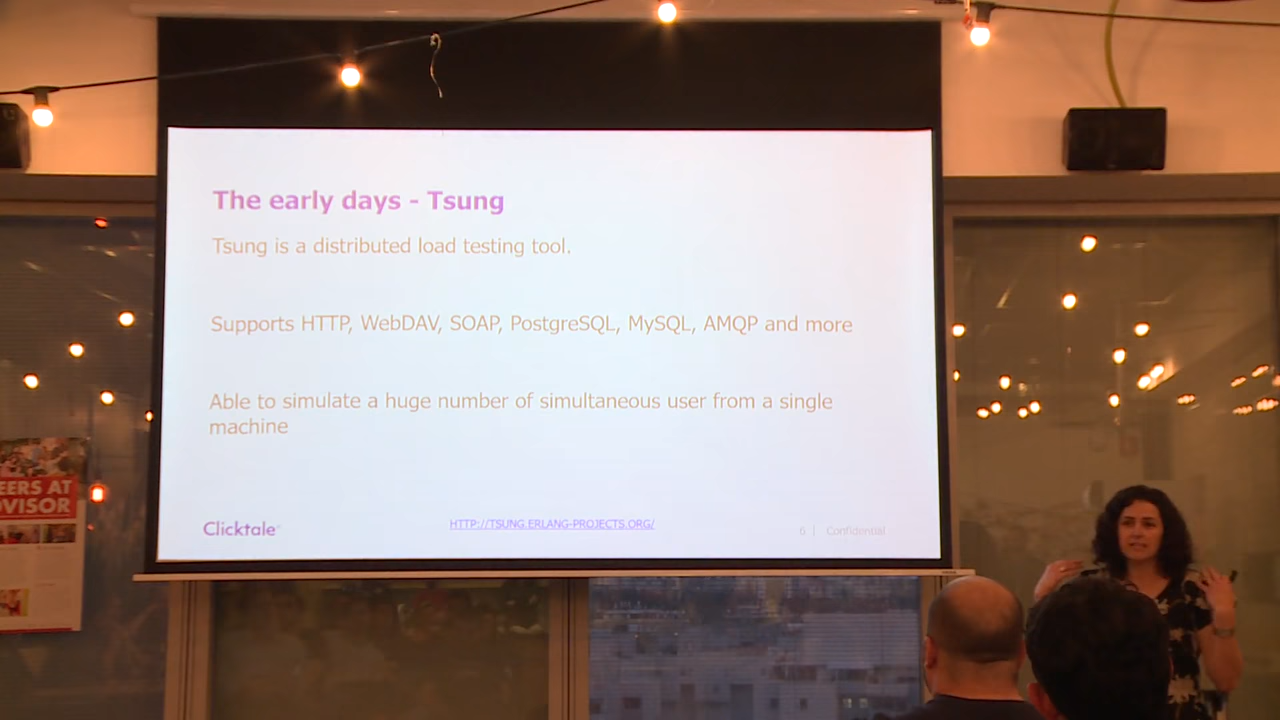 The early days - Tsung
Tsung is a distributed load testing tool.
Supports HTTP, WebDAV, SOAP, PostgreSQL, MySQL, AMQP and more
Able to simulate a huge number of simultaneous user from a single
machine
Clicktale
HTTP://TSUNG.ERLANG-PROJECTS.ORG/
6 | Confidential
EERS AT
VISOR